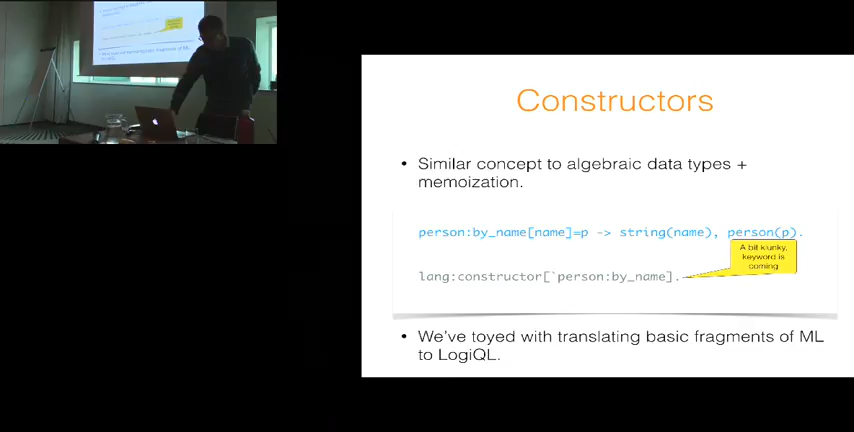 Constructors
• Similar concept to algebraic data types +
memoization.
person:by_name[name]=p -> string(name), person(p).
A bit klunky,
keyword is
coming
lang:constructor[`person:by_name].
• We've toyed with translating basic fragments of ML
to LogiQL.